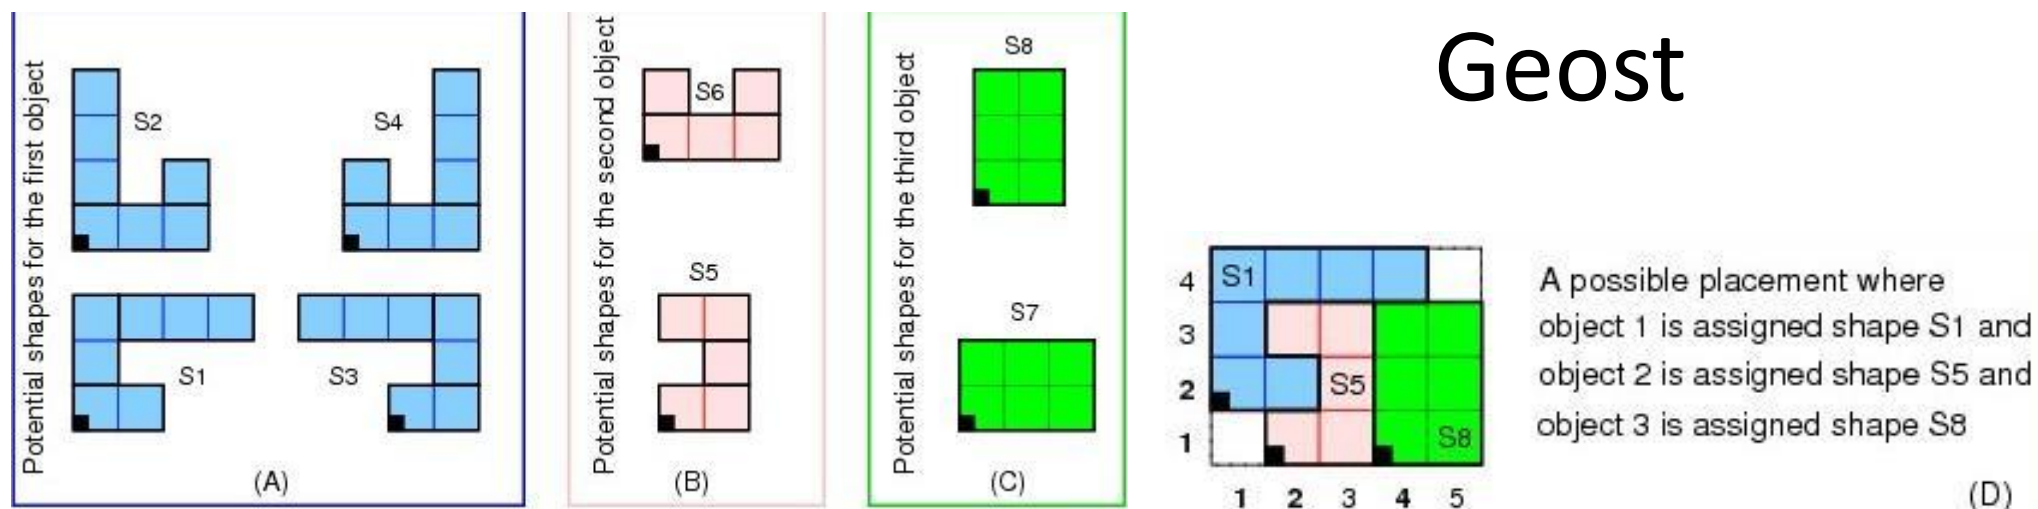 Geost
Potential shapes for the first object
S2
S4
S1
S3
(A)
Potential shapes for the second object
S6
S5
(B)
Potential shapes for the third object
S8
S7
(C)
4
3
2
1
S1
S5
S8
1 2 3 4 5
A possible placement where
object 1 is assigned shape S1 and
object 2 is assigned shape S5 and
object 3 is assigned shape S8
(D)